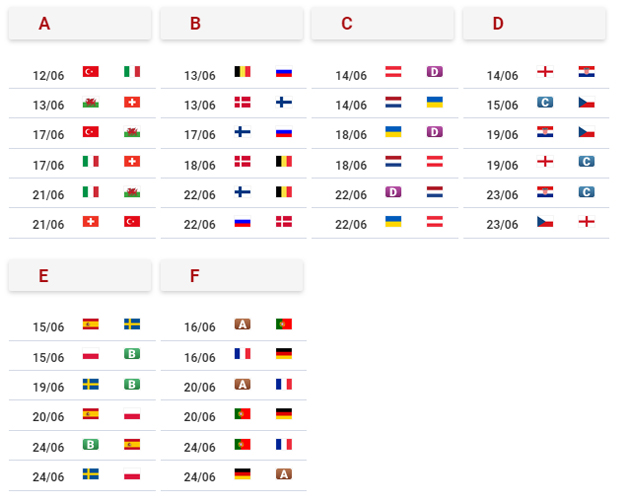 A B C D
12/06 13/06 14/06 D 14/06
13/06 13/06 14/06 15/06 C
17/06 17/06 18/06 D 19/06
17/06 18/06 18/06 19/06 C
21/06 22/06 22/06 D 23/06 C
21/06 22/06 22/06 23/06
E F
15/06 16/06 A
15/06 B 16/06
19/06 B 20/06 A
20/06 20/06
24/06 B 24/06
24/06 24/06 A